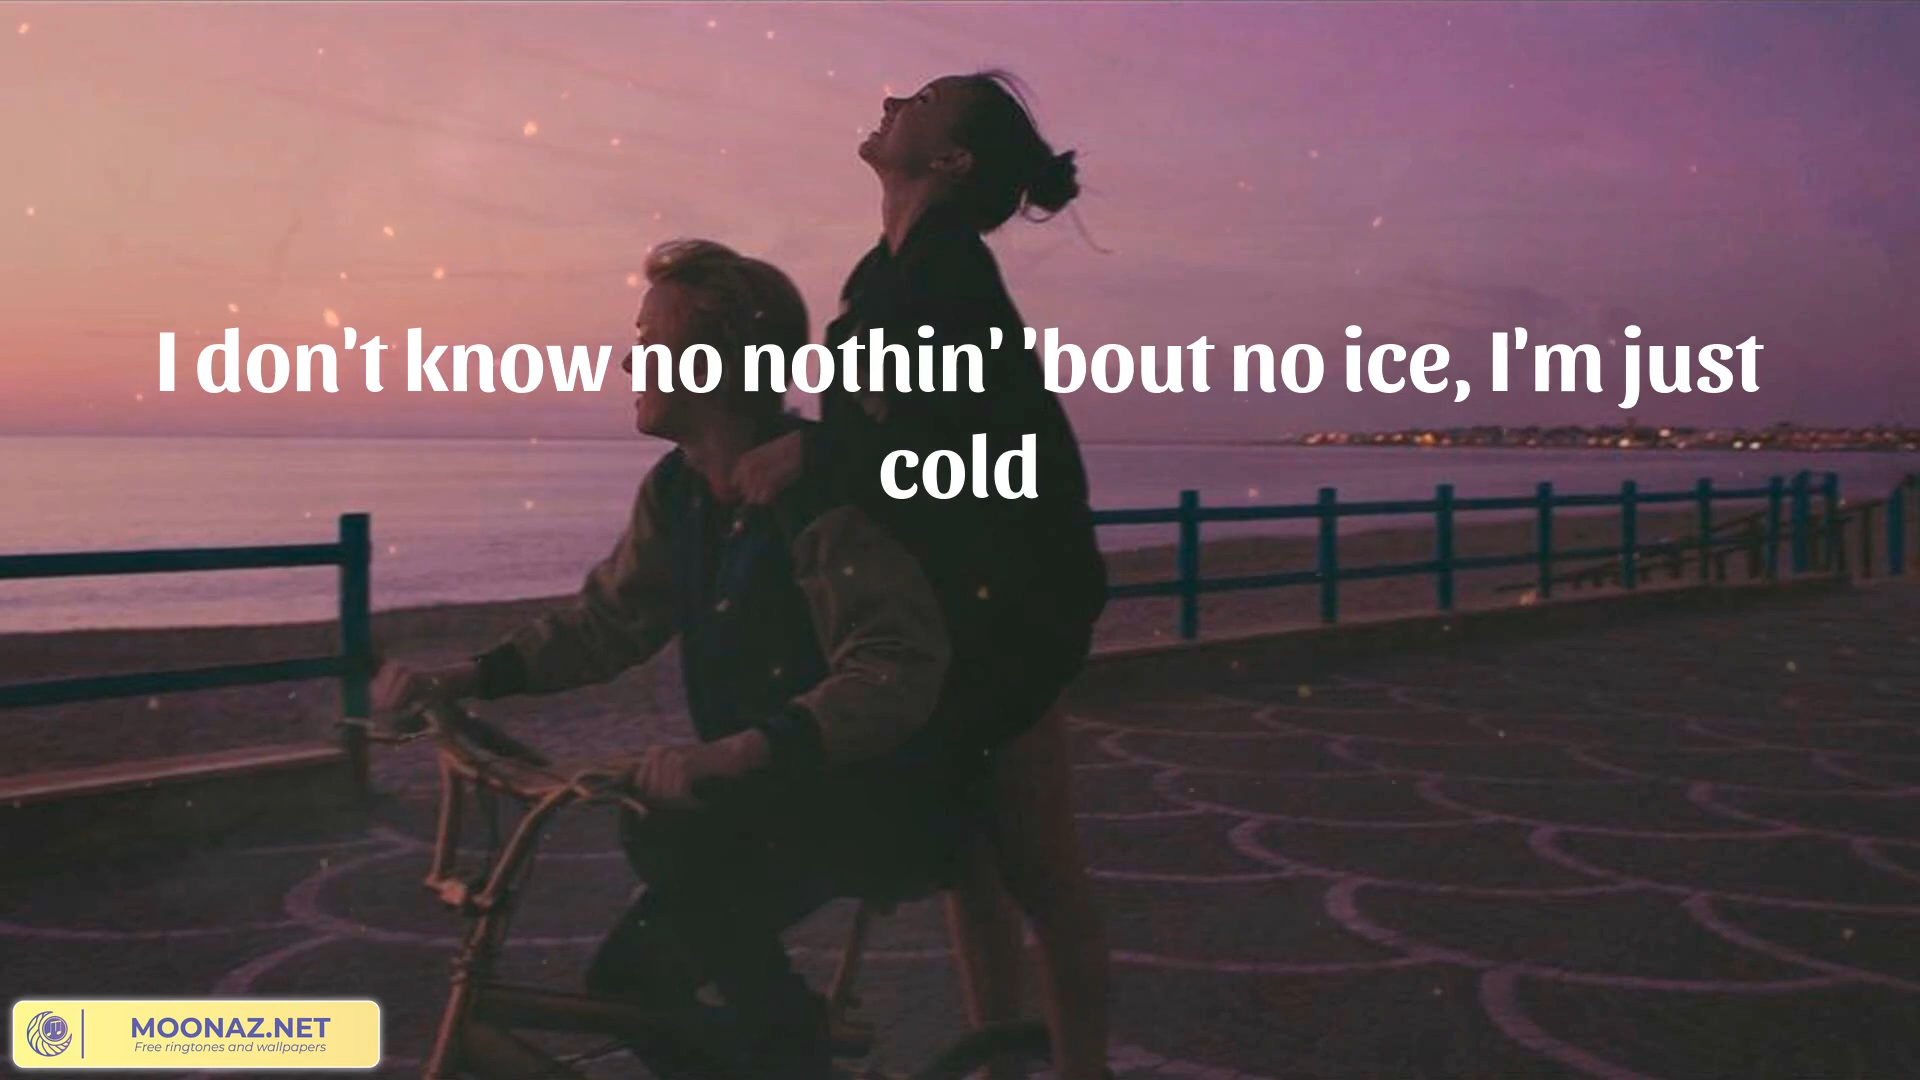 I don't know no nothin' 'bout no ice, I'm just
cold
MOONAZ.NET
Free ringtones and wallpapers